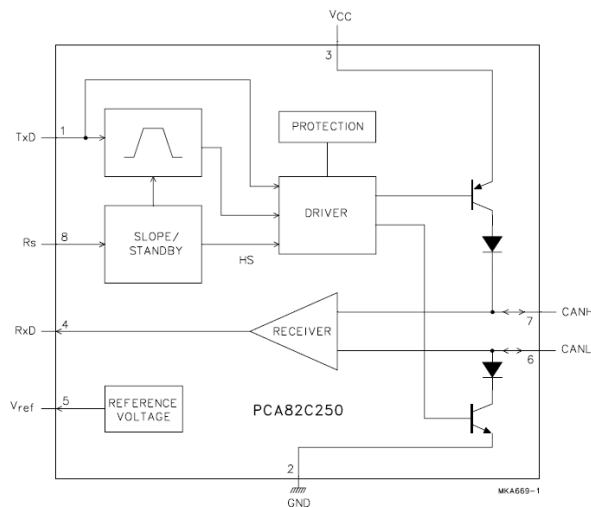 VCC
3
TxD
1
PROTECTION
DRIVER
Rs
8
SLOPE/
STANDBY
HS
RxD
4
RECEIVER
7
CANH
6
CANL
Vref
5
REFERENCE
VOLTAGE
PCA82C250
2
GND
MKA669-1